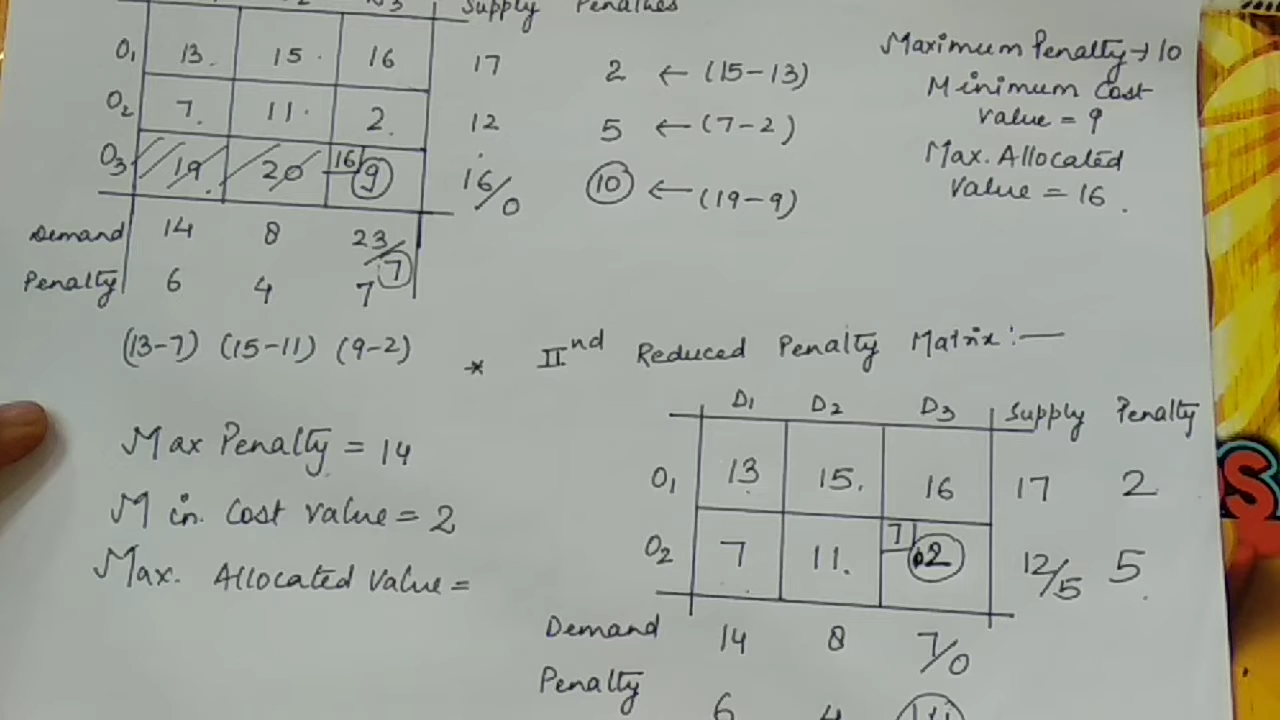 Supply Penalties
O1 13. 15. 16 17 2 ← (15-13)
O2 7. 11. 2. 12 5 ← (7-2)
O3 19. 20 16 9 16/0 10 ← (19-9)
Demand 14 8 23/7
Penalty 6 4 7
(13-7) (15-11) (9-2)
Maximum Penalty → 10
Minimum Cost
value = 9
Max. Allocated
value = 16.
Max Penalty = 14
Min. Cost value = 2
Max. Allocated value =
* IInd Reduced Penalty Matrix:—
D1 D2 D3 Supply Penalty
O1 13 15. 16 17 2
O2 7 11. 7 2 12/5 5.
Demand 14 8 7/0
Penalty 6 4 14